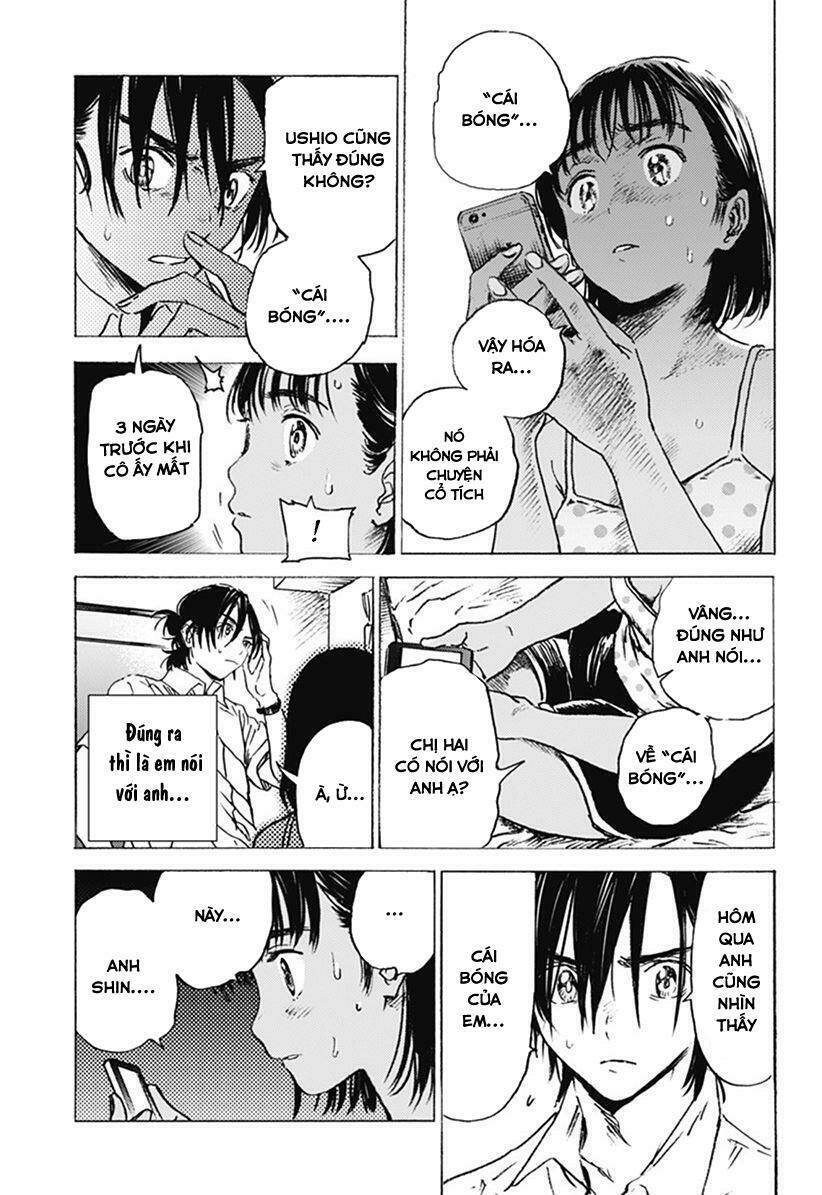 "CÁI
BÓNG"...
VẬY HÓA
RA...
NÓ
KHÔNG PHẢI
CHUYỆN
CỔ TÍCH
USHIO CŨNG
THẤY ĐÚNG
KHÔNG?
"CÁI
BÓNG"....
3 NGÀY
TRƯỚC KHI
CÔ ẤY MẤT
!
VÂNG...
ĐÚNG NHƯ
ANH NÓI...
VỀ "CÁI
BÓNG"...
CHỊ HAI
CÓ NÓI VỚI
ANH Ạ?
À, Ừ...
Đúng ra
thì là em nói
với anh...
HÔM
QUA
ANH
CŨNG
NHÌN
THẤY
CÁI
BÓNG
CỦA
EM...
...
NÀY...
ANH
SHIN....